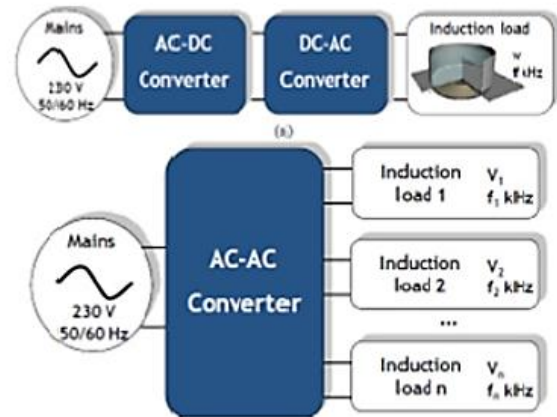 Mains
230 V
50/60 Hz
AC-DC
Converter
DC-AC
Converter
Induction load
f kHz
Mains
230 V
50/60 Hz
AC-AC
Converter
Induction
load 1
V1
f1 kHz
Induction
load 2
V2
f2 kHz
...
Induction
load n
Vn
fn kHz